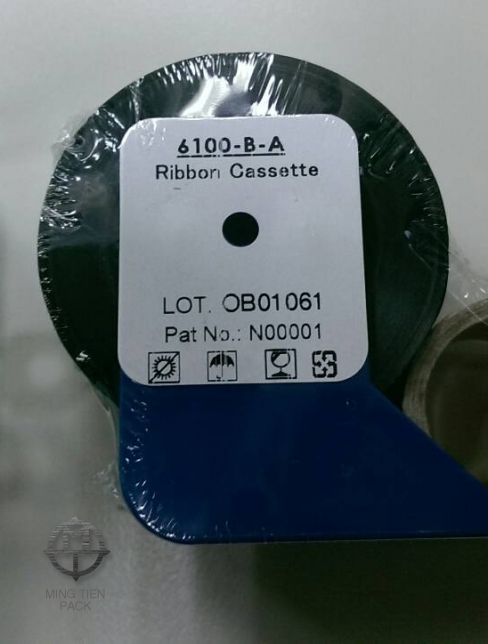 6100-B-A
Ribbon Cassette
LOT. OB01061
Pat No.: N00001
MING TIEN
PACK